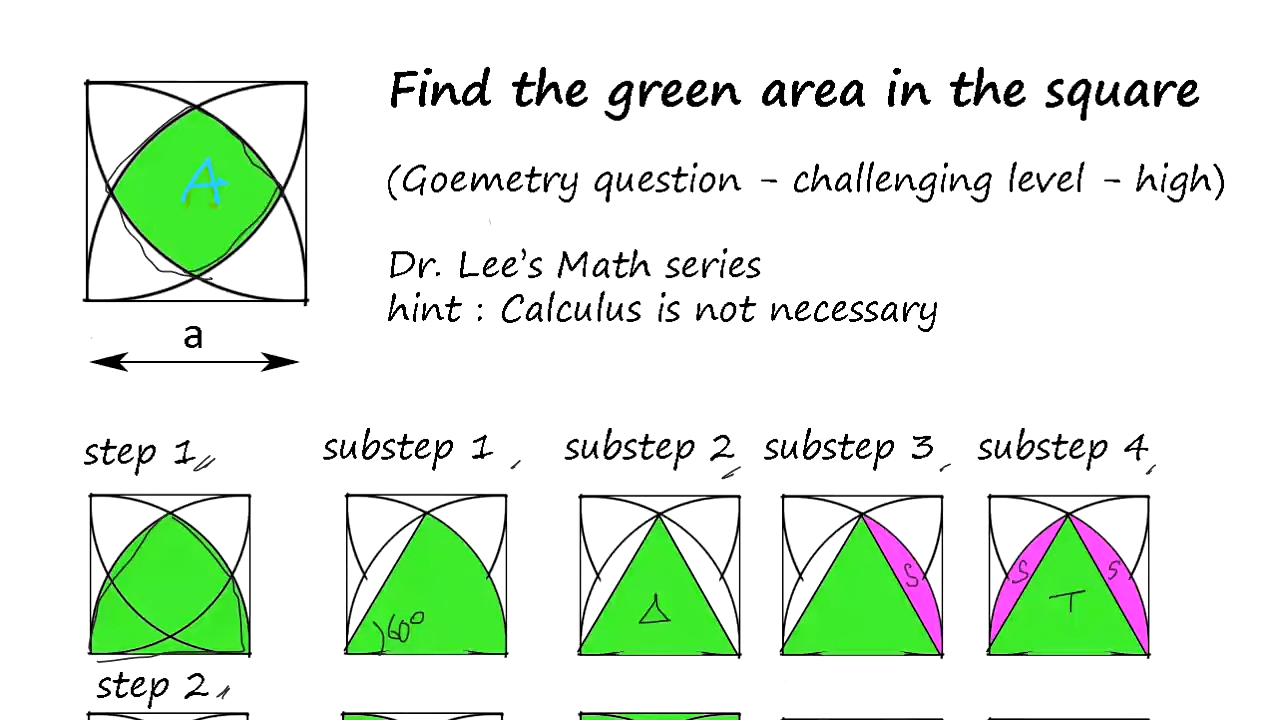 Find the green area in the square
(Goemetry question - challenging level - high)
Dr. Lee's Math series
hint : Calculus is not necessary
A
a
step 1 substep 1 substep 2 substep 3 substep 4
60°
△
S
S T S
step 2